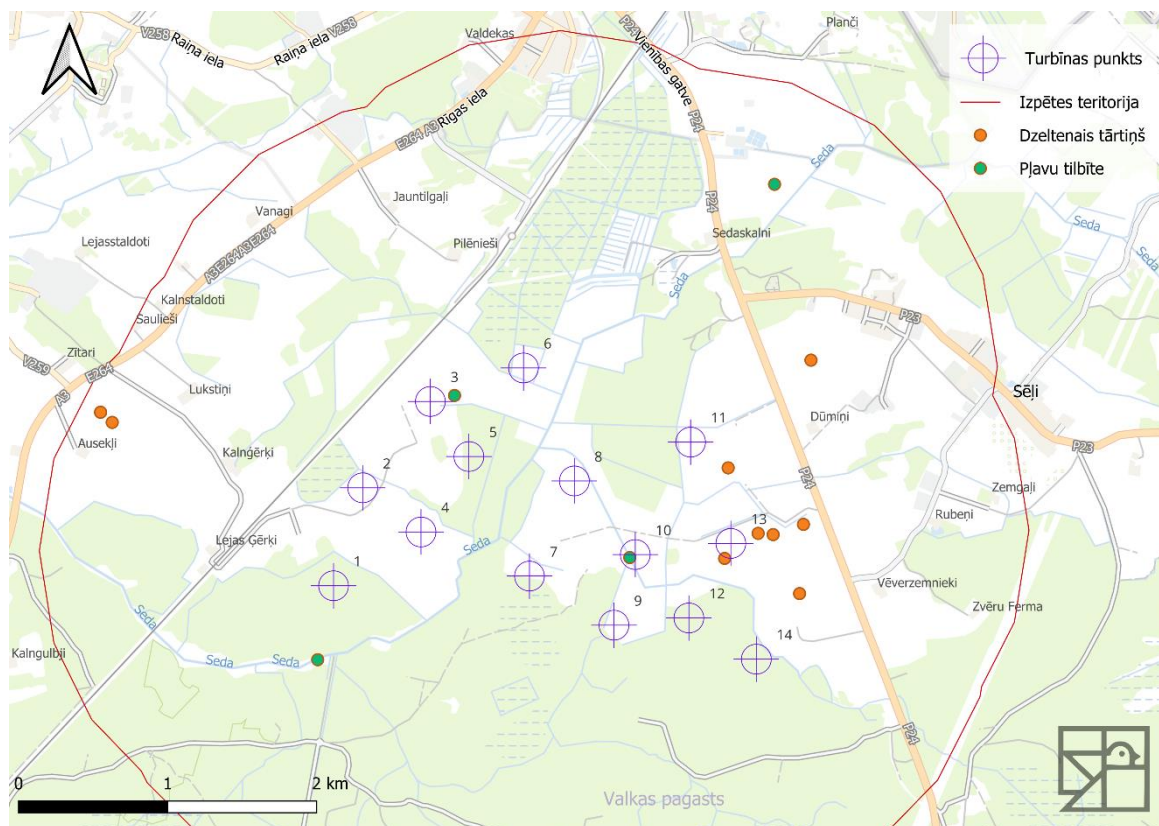 Valdekas
Planči
V258
Raiņa iela
V258
Raiņa iela
P24
Vienības gatve
P24
Rīgas iela
E264 A3
Turbīnas punkts
Izpētes teritorija
Dzeltenais tārtiņš
Pļavu tilbīte
Seda
Jauntilgaļi
Vanagi
Lejasstaldoti
Pilēnieši
Sedaskalni
P24
Seda
Seda
A3E264A3E264
Kalnstaldoti
Saulieši
P23
Zītari
V259
E264
A3
Lukstiņi
Sēļi
Dūmiņi
Ausekļi
Kalnģērķi
P23
Zemgaļi
Rubeņi
P24
Lejas Ģērķi
Seda
Vēverzemnieki
Zvēru Ferma
Seda
Kalngulbji
Seda
Seda
P24
1
2
3
4
5
6
7
8
9
10
11
12
13
14
0 1 2 km
Valkas pagasts